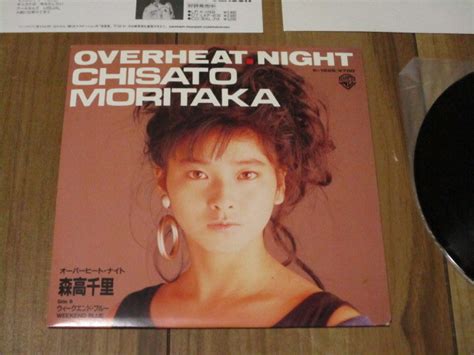 OVERHEAT.NIGHT
CHISATO
MORITAKA
オーバーヒート・ナイト
森高千里
Side B
ウィークエンド・ブルー
WEEKEND BLUE